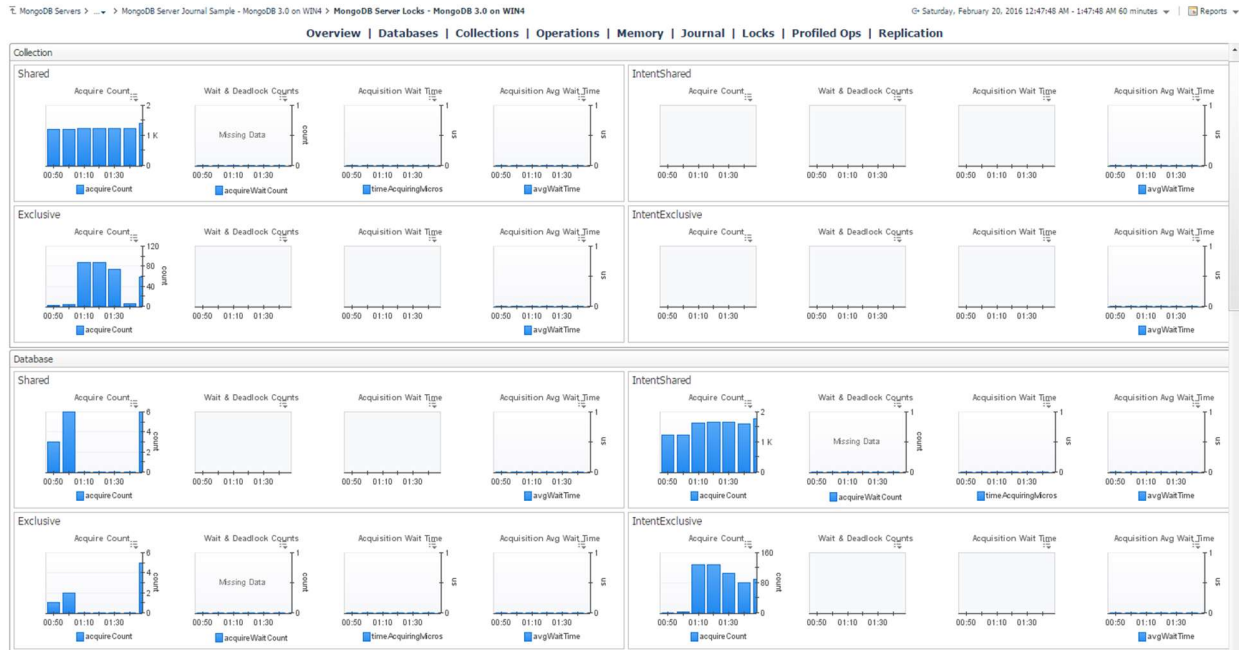 MongoDB Servers > ... > MongoDB Server Journal Sample - MongoDB 3.0 on WIN4 > MongoDB Server Locks - MongoDB 3.0 on WIN4
Saturday, February 20, 2016 12:47:48 AM - 1:47:48 AM 60 minutes Reports
Overview | Databases | Collections | Operations | Memory | Journal | Locks | Profiled Ops | Replication
Collection
Shared
Acquire Count Wait & Deadlock Counts Acquisition Wait Time Acquisition Avg Wait Time
2 1 1 1
1 K Missing Data count us us
0 0 0 0
00:50 01:10 01:30 00:50 01:10 01:30 00:50 01:10 01:30 00:50 01:10 01:30
acquireCount acquireWaitCount timeAcquiringMicros avgWaitTime
IntentShared
Acquire Count Wait & Deadlock Counts Acquisition Wait Time Acquisition Avg Wait Time
1
us
0
00:50 01:10 01:30 00:50 01:10 01:30 00:50 01:10 01:30 00:50 01:10 01:30
avgWaitTime
Exclusive
Acquire Count Wait & Deadlock Counts Acquisition Wait Time Acquisition Avg Wait Time
120 1
80 count us
40
0 0
00:50 01:10 01:30 00:50 01:10 01:30 00:50 01:10 01:30 00:50 01:10 01:30
acquireCount avgWaitTime
IntentExclusive
Acquire Count Wait & Deadlock Counts Acquisition Wait Time Acquisition Avg Wait Time
1
us
0
00:50 01:10 01:30 00:50 01:10 01:30 00:50 01:10 01:30 00:50 01:10 01:30
avgWaitTime
Database
Shared
Acquire Count Wait & Deadlock Counts Acquisition Wait Time Acquisition Avg Wait Time
6 1
4 count us
2
0 0
00:50 01:10 01:30 00:50 01:10 01:30 00:50 01:10 01:30 00:50 01:10 01:30
acquireCount avgWaitTime
IntentShared
Acquire Count Wait & Deadlock Counts Acquisition Wait Time Acquisition Avg Wait Time
2 1 1 1
1 K Missing Data count us us
0 0 0 0
00:50 01:10 01:30 00:50 01:10 01:30 00:50 01:10 01:30 00:50 01:10 01:30
acquireCount acquireWaitCount timeAcquiringMicros avgWaitTime
Exclusive
Acquire Count Wait & Deadlock Counts Acquisition Wait Time Acquisition Avg Wait Time
6 1 1 1
4 count Missing Data count us us
2
0 0 0 0
00:50 01:10 01:30 00:50 01:10 01:30 00:50 01:10 01:30 00:50 01:10 01:30
acquireCount acquireWaitCount timeAcquiringMicros avgWaitTime
IntentExclusive
Acquire Count Wait & Deadlock Counts Acquisition Wait Time Acquisition Avg Wait Time
160 1
80 count us
0 0
00:50 01:10 01:30 00:50 01:10 01:30 00:50 01:10 01:30 00:50 01:10 01:30
acquireCount avgWaitTime